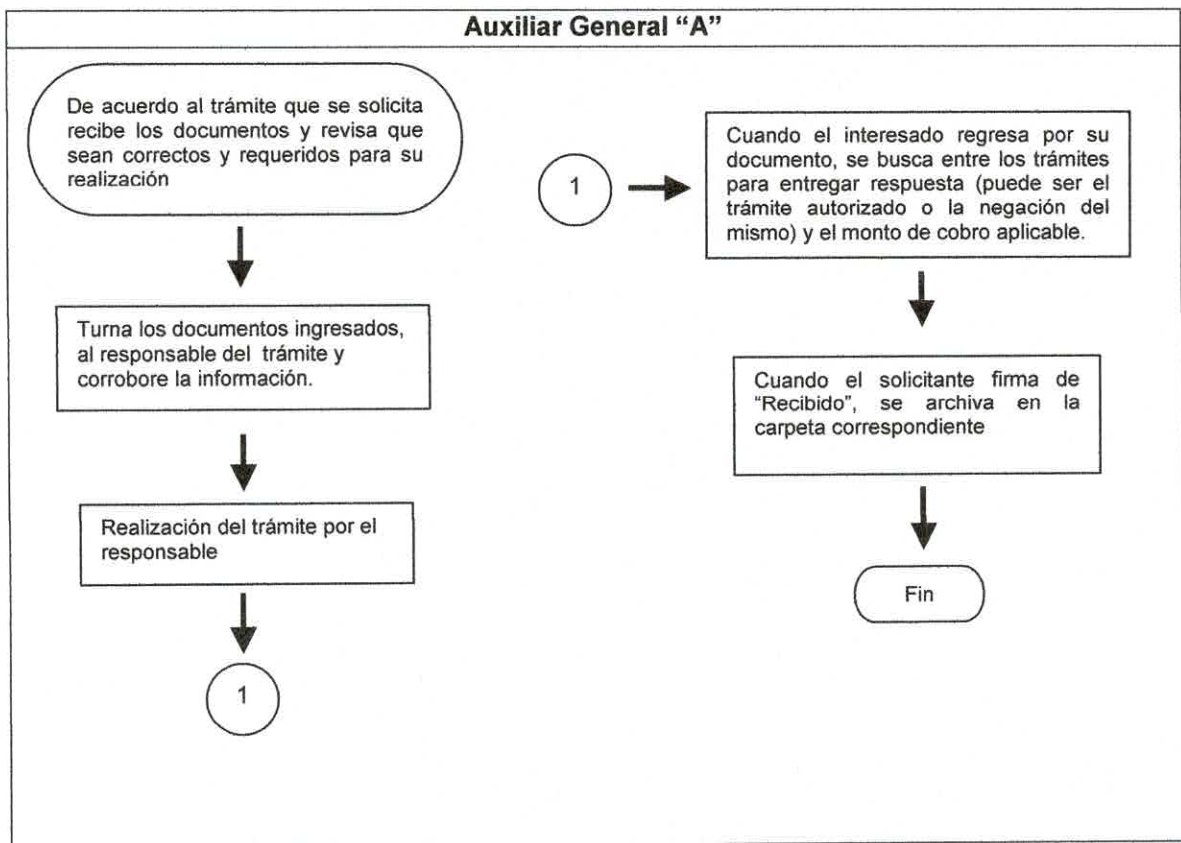 Auxiliar General "A"
De acuerdo al trámite que se solicita
recibe los documentos y revisa que
sean correctos y requeridos para su
realización
Turna los documentos ingresados,
al responsable del trámite y
corrobore la información.
Realización del trámite por el
responsable
1
1
Cuando el interesado regresa por su
documento, se busca entre los trámites
para entregar respuesta (puede ser el
trámite autorizado o la negación del
mismo) y el monto de cobro aplicable.
Cuando el solicitante firma de
"Recibido", se archiva en la
carpeta correspondiente
Fin